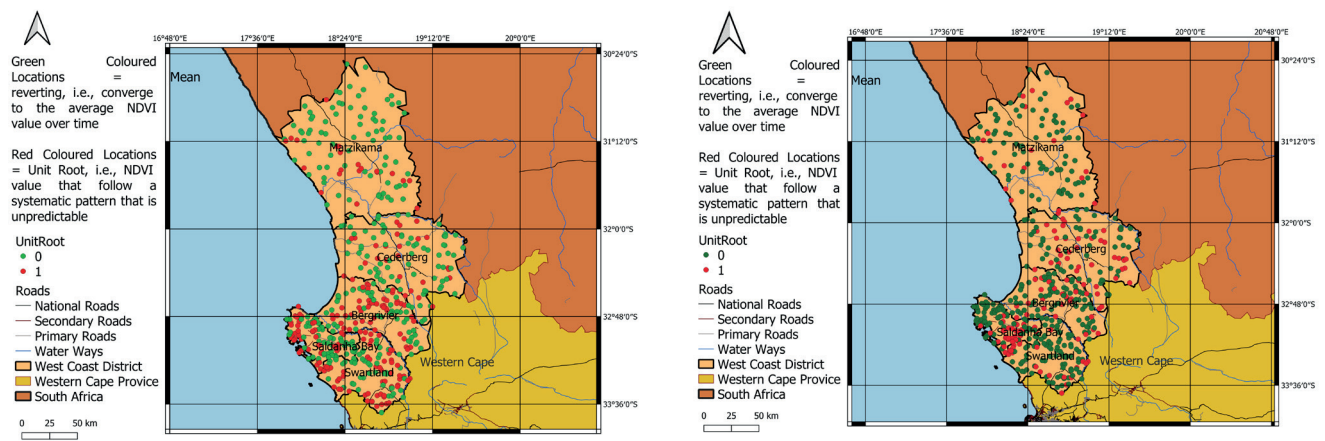 Green Coloured
Locations =
reverting, i.e., converge
to the average NDVI
value over time
Red Coloured Locations
= Unit Root, i.e., NDVI
value that follow a
systematic pattern that is
unpredictable
UnitRoot
0
1
Roads
National Roads
Secondary Roads
Primary Roads
Water Ways
West Coast District
Western Cape Provice
South Africa
0 25 50 km
16°48'0"E 17°36'0"E 18°24'0"E 19°12'0"E 20°0'0"E
30°24'0"S
31°12'0"S
32°0'0"S
32°48'0"S
33°36'0"S
Mean
Matzikama
Cederberg
Bergrivier
Saldanha Bay
Swartland
Western Cape
Green Coloured
Locations =
reverting, i.e., converge
to the average NDVI
value over time
Red Coloured Locations
= Unit Root, i.e., NDVI
value that follow a
systematic pattern that
is unpredictable
UnitRoot
0
1
Roads
National Roads
Secondary Roads
Primary Roads
Water Ways
West Coast District
Western Cape Provice
South Africa
0 25 50 km
16°48'0"E 17°36'0"E 18°24'0"E 19°12'0"E 20°0'0"E 20°48'0"E
30°24'0"S
31°12'0"S
32°0'0"S
32°48'0"S
33°36'0"S
Mean
Matzikama
Cederberg
Bergrivier
Saldanha Bay
Swartland
Western Cape